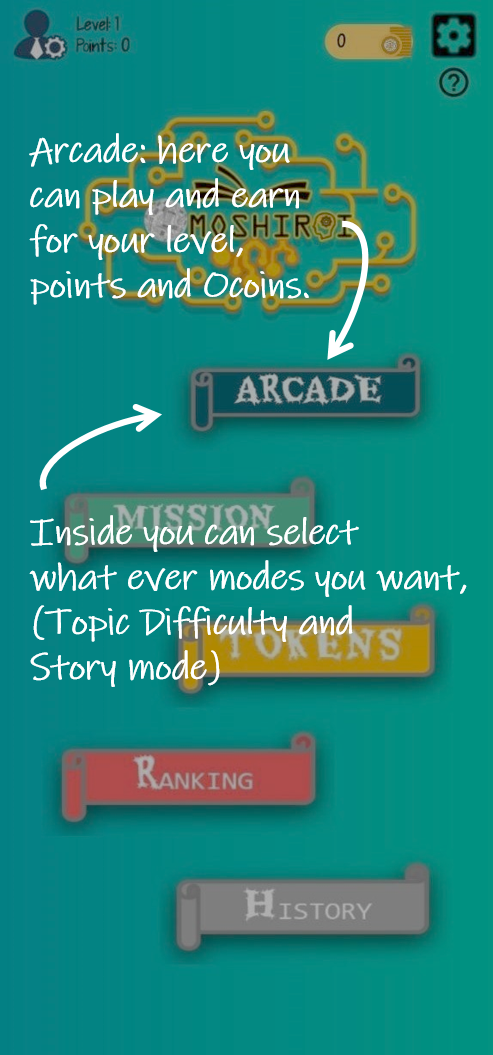 Level: 1
Points: 0
0
?
Arcade: here you
can play and earn
for your level,
points and Ocoins.
MOSHIROI
ARCADE
MISSION
Inside you can select
what ever modes you want,
(Topic Difficulty and
Story mode)
TOKENS
RANKING
HISTORY